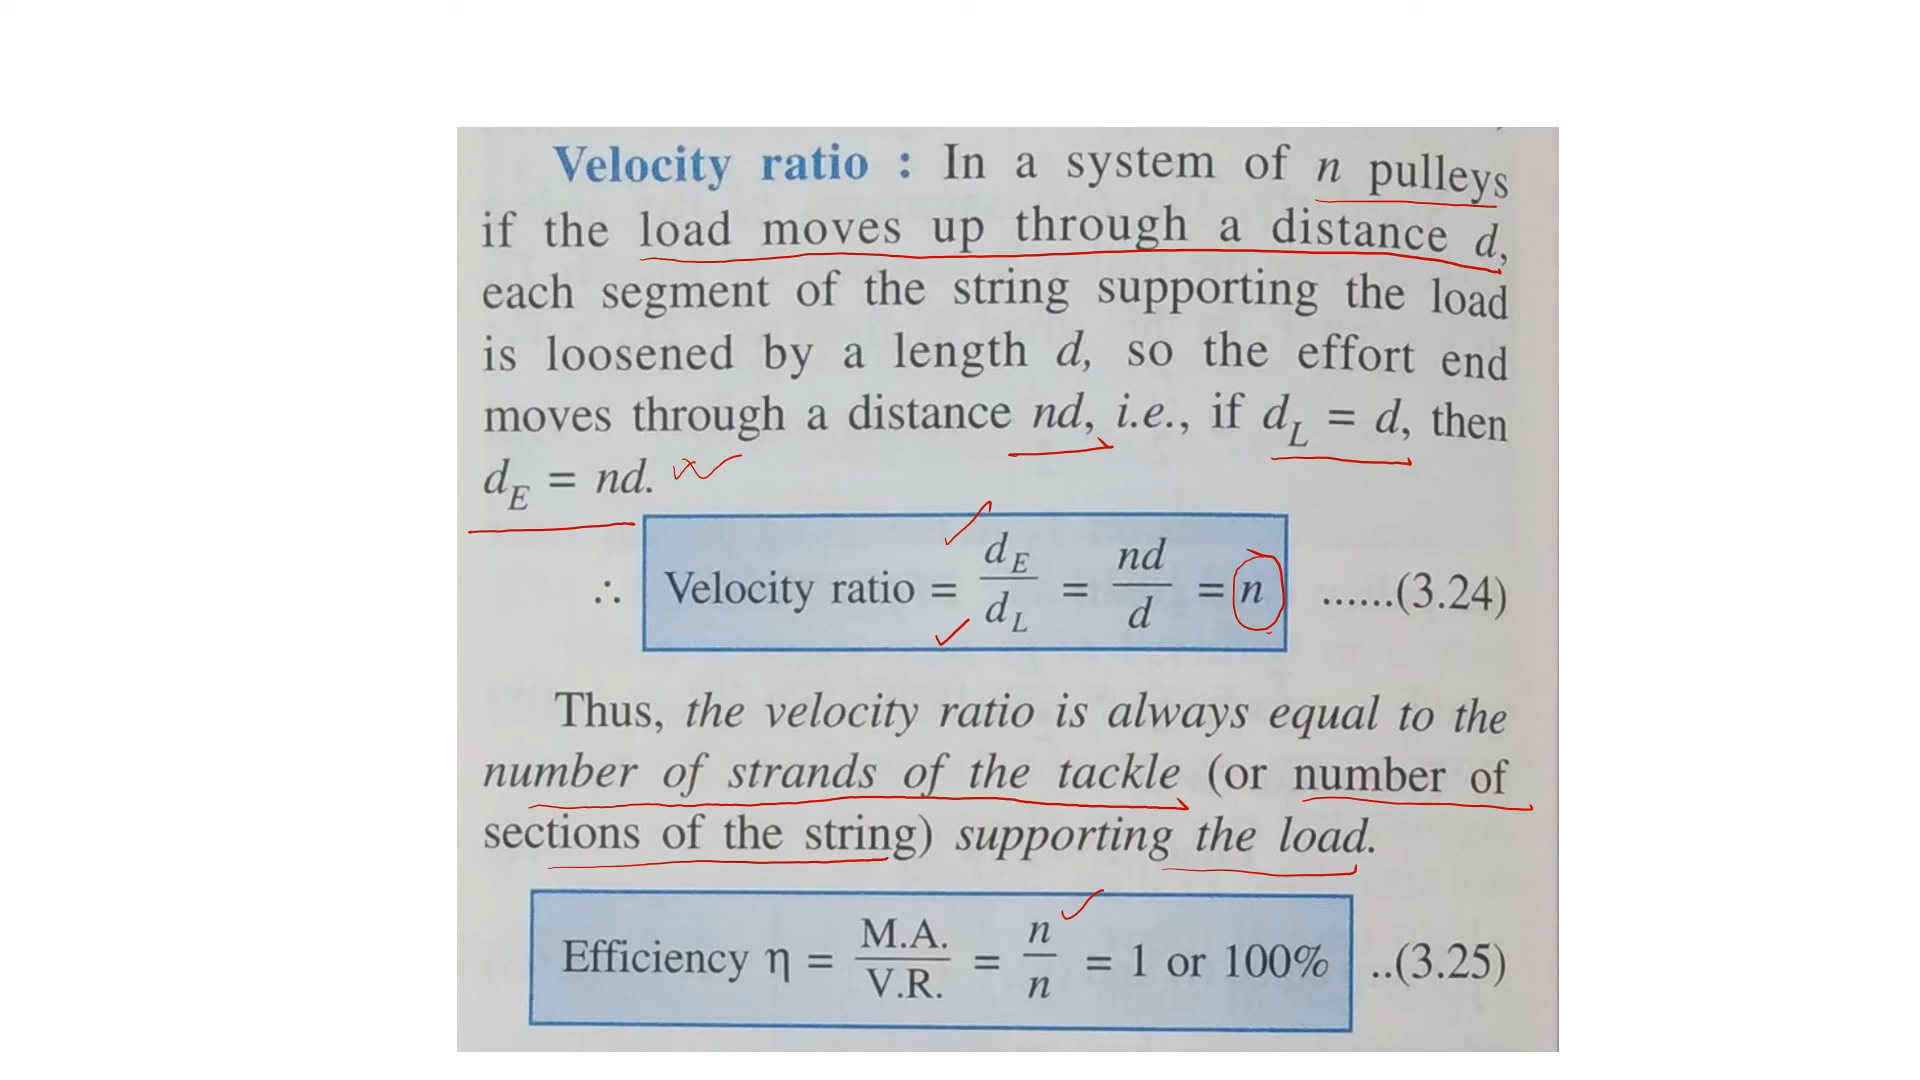 Velocity ratio : In a system of n pulleys
if the load moves up through a distance d,
each segment of the string supporting the load
is loosened by a length d, so the effort end
moves through a distance nd, i.e., if d_L = d, then
d_E = nd.
∴ Velocity ratio = d_E/d_L = nd/d = n ......(3.24)
Thus, the velocity ratio is always equal to the
number of strands of the tackle (or number of
sections of the string) supporting the load.
Efficiency η = M.A./V.R. = n/n = 1 or 100% ..(3.25)